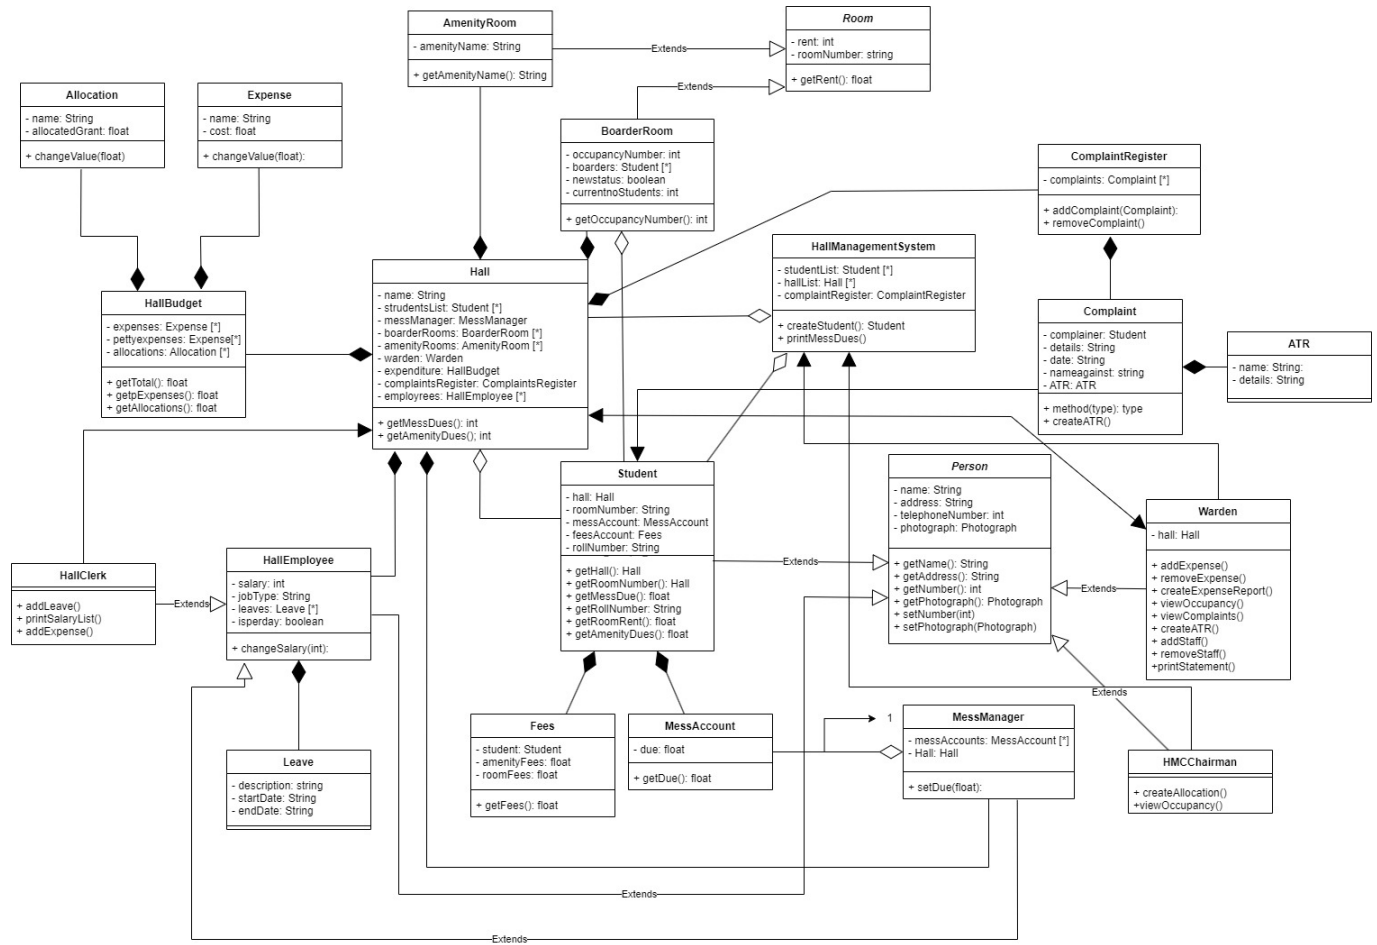 AmenityRoom
- amenityName: String
+ getAmenityName(): String
Room
- rent: int
- roomNumber: string
+ getRent(): float
Extends
Extends
Allocation
- name: String
- allocatedGrant: float
+ changeValue(float)
Expense
- name: String
- cost: float
+ changeValue(float):
BoarderRoom
- occupancyNumber: int
- boarders: Student [*]
- newstatus: boolean
- currentnoStudents: int
+ getOccupancyNumber(): int
ComplaintRegister
- complaints: Complaint [*]
+ addComplaint(Complaint):
+ removeComplaint()
HallManagementSystem
- studentList: Student [*]
- hallList: Hall [*]
- complaintRegister: ComplaintRegister
+ createStudent(): Student
+ printMessDues()
Hall
- name: String
- strudentsList: Student [*]
- messManager: MessManager
- boarderRooms: BoarderRoom [*]
- amenityRooms: AmenityRoom [*]
- warden: Warden
- expenditure: HallBudget
- complaintsRegister: ComplaintsRegister
- employrees: HallEmployee [*]
+ getMessDues(): int
+ getAmenityDues(); int
HallBudget
- expenses: Expense [*]
- pettyexpenses: Expense[*]
- allocations: Allocation [*]
+ getTotal(): float
+ getpExpenses(): float
+ getAllocations(): float
Complaint
- complainer: Student
- details: String
- date: String
- nameagainst: string
- ATR: ATR
+ method(type): type
+ createATR()
ATR
- name: String:
- details: String
Student
- hall: Hall
- roomNumber: String
- messAccount: MessAccount
- feesAccount: Fees
- rollNumber: String
+ getHall(): Hall
+ getRoomNumber(): Hall
+ getMessDue(): float
+ getRollNumber: String
+ getRoomRent(): float
+ getAmenityDues(): float
Extends
Person
- name: String
- address: String
- telephoneNumber: int
- photograph: Photograph
+ getName(): String
+ getAddress(): String
+ getNumber(): int
+ getPhotograph(): Photograph
+ setNumber(int)
+ setPhotograph(Photograph)
Extends
Warden
- hall: Hall
+ addExpense()
+ removeExpense()
+ createExpenseReport()
+ viewOccupancy()
+ viewComplaints()
+ createATR()
+ addStaff()
+ removeStaff()
+printStatement()
HallClerk
+ addLeave()
+ printSalaryList()
+ addExpense()
Extends
HallEmployee
- salary: int
- jobType: String
- leaves: Leave [*]
- isperday: boolean
+ changeSalary(int):
Extends
Fees
- student: Student
- amenityFees: float
- roomFees: float
+ getFees(): float
MessAccount
- due: float
+ getDue(): float
1
MessManager
- messAccounts: MessAccount [*]
- Hall: Hall
+ setDue(float):
HMCChairman
+ createAllocation()
+viewOccupancy()
Leave
- description: string
- startDate: String
- endDate: String
Extends
Extends